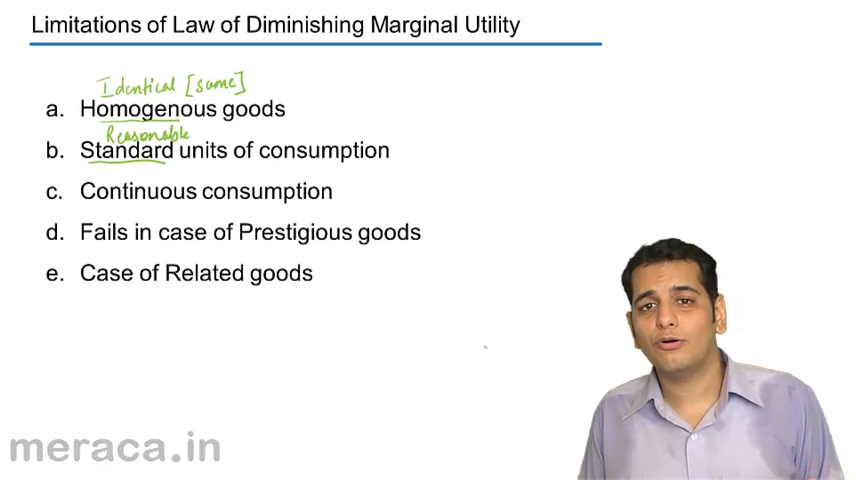 Limitations of Law of Diminishing Marginal Utility
Identical [same]
a. Homogenous goods
Reasonable
b. Standard units of consumption
c. Continuous consumption
d. Fails in case of Prestigious goods
e. Case of Related goods
meraca.in